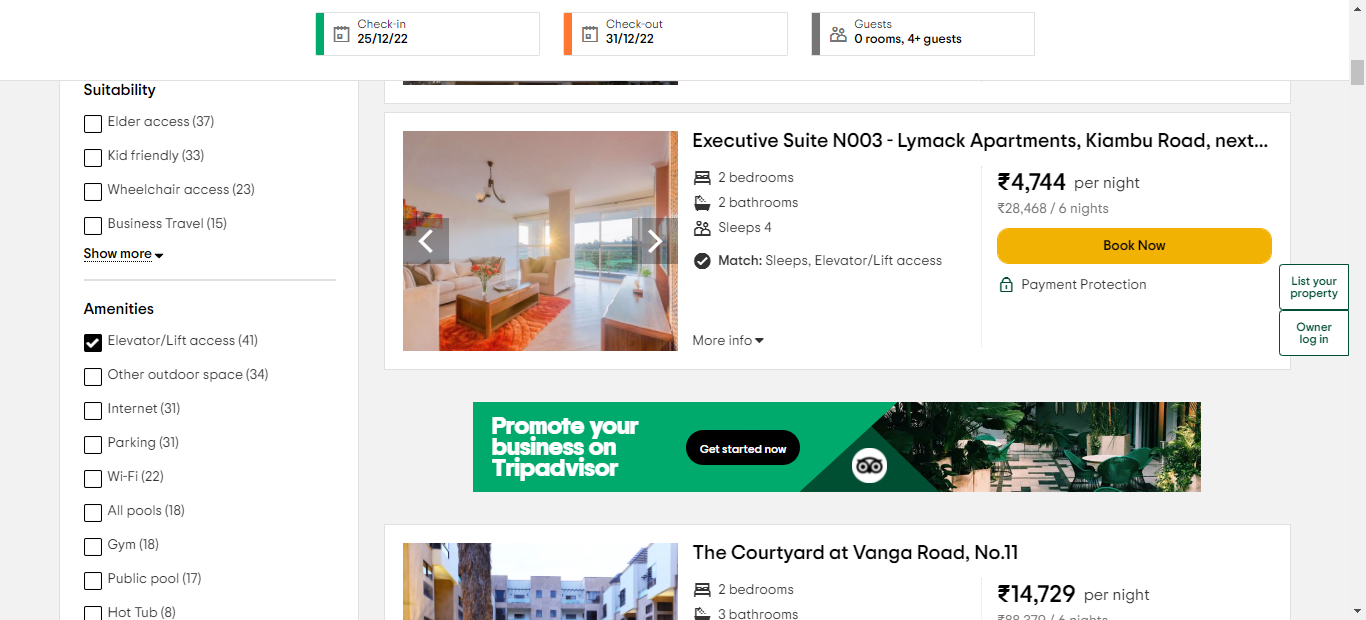 Check-in
25/12/22
Check-out
31/12/22
Guests
0 rooms, 4+ guests
Suitability
Elder access (37)
Kid friendly (33)
Wheelchair access (23)
Business Travel (15)
Show more
Amenities
Elevator/Lift access (41)
Other outdoor space (34)
Internet (31)
Parking (31)
Wi-Fi (22)
All pools (18)
Gym (18)
Public pool (17)
Hot Tub (8)
Executive Suite N003 - Lymack Apartments, Kiambu Road, next...
2 bedrooms
2 bathrooms
Sleeps 4
Match: Sleeps, Elevator/Lift access
More info
₹4,744 per night
₹28,468 / 6 nights
Book Now
Payment Protection
List your
property
Owner
log in
Promote your
business on
Tripadvisor
Get started now
The Courtyard at Vanga Road, No.11
2 bedrooms
3 bathrooms
₹14,729 per night
₹88,379 / 6 nights